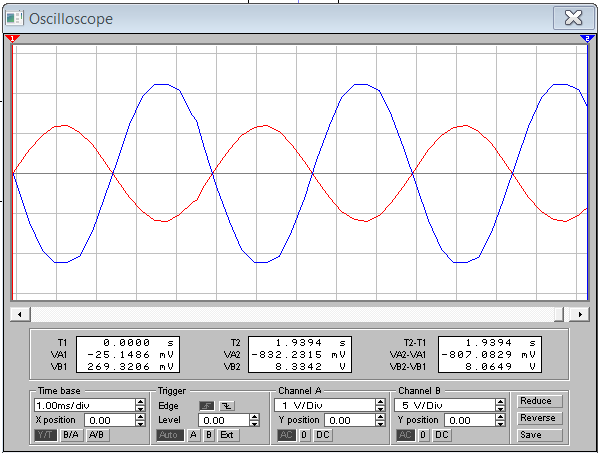 Oscilloscope
1 2
T1 0.0000 s T2 1.9394 s T2-T1 1.9394 s
VA1 -25.1486 mV VA2 -832.2315 mV VA2-VA1 -807.0829 mV
VB1 269.3206 mV VB2 8.3342 V VB2-VB1 8.0649 V
Time base Trigger Channel A Channel B Reduce
1.00ms/div Edge 1 V/Div 5 V/Div
X position 0.00 Level 0.00 Y position 0.00 Y position 0.00 Reverse
Y/T B/A A/B Auto A B Ext AC 0 DC AC 0 DC Save